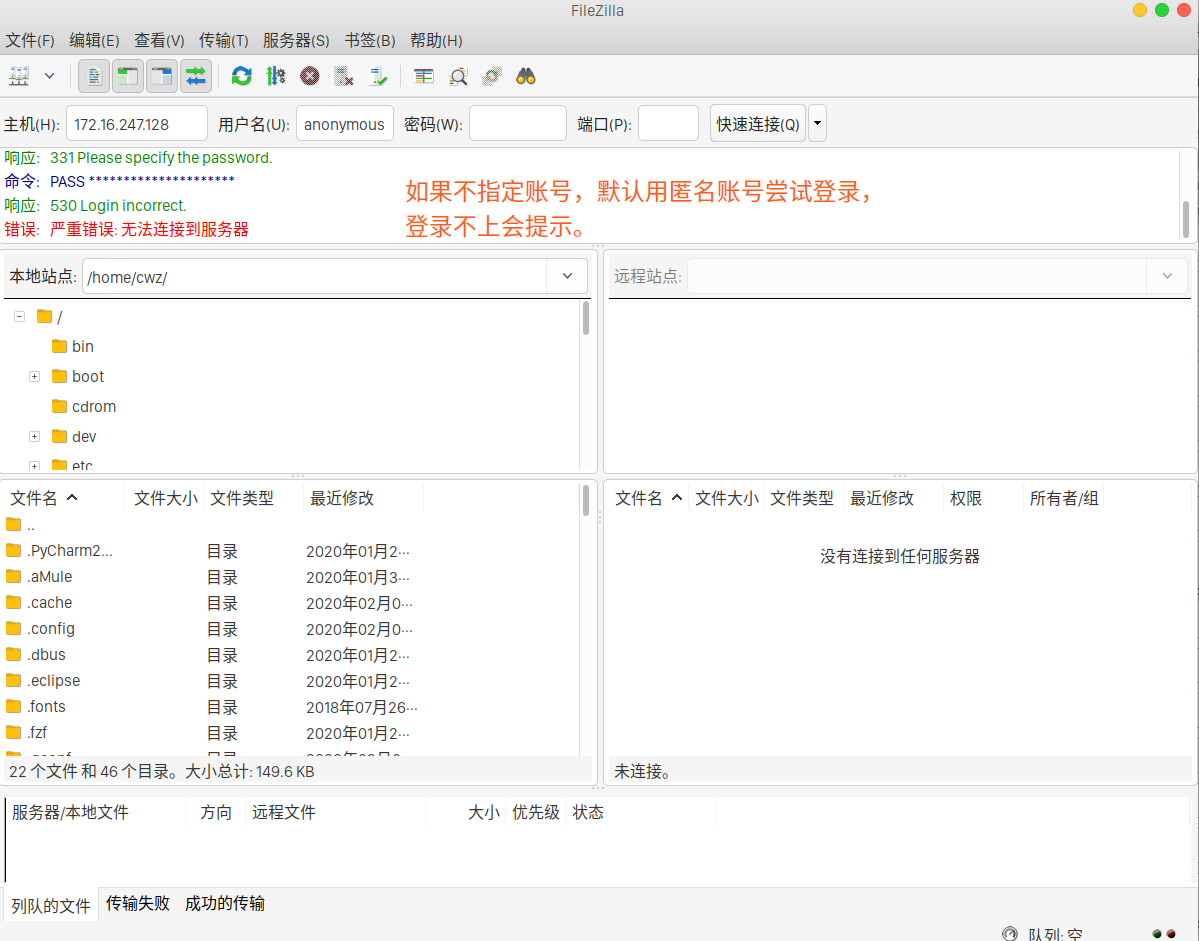 FileZilla
文件(F) 编辑(E) 查看(V) 传输(T) 服务器(S) 书签(B) 帮助(H)
主机(H): 172.16.247.128 用户名(U): anonymous 密码(W): 端口(P): 快速连接(Q)
响应: 331 Please specify the password.
命令: PASS *********************
响应: 530 Login incorrect.
错误: 严重错误: 无法连接到服务器
如果不指定账号，默认用匿名账号尝试登录，
登录不上会提示。
本地站点: /home/cwz/
/
bin
boot
cdrom
dev
etc
远程站点:
文件名 文件大小 文件类型 最近修改
..
.PyCharm2... 目录 2020年01月2...
.aMule 目录 2020年01月3...
.cache 目录 2020年02月0...
.config 目录 2020年02月0...
.dbus 目录 2020年01月2...
.eclipse 目录 2020年01月2...
.fonts 目录 2018年07月26...
.fzf 目录 2020年01月2...
22 个文件 和 46 个目录。大小总计: 149.6 KB
文件名 文件大小 文件类型 最近修改 权限 所有者/组
没有连接到任何服务器
未连接。
服务器/本地文件 方向 远程文件 大小 优先级 状态
列队的文件 传输失败 成功的传输
队列: 空